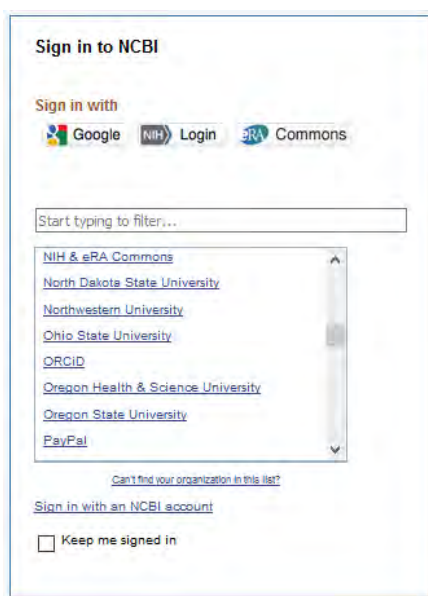 Sign in to NCBI
Sign in with
Google NIH Login eRA Commons
Start typing to filter...
NIH & eRA Commons
North Dakota State University
Northwestern University
Ohio State University
ORCiD
Oregon Health & Science University
Oregon State University
PayPal
Can't find your organization in this list?
Sign in with an NCBI account
Keep me signed in